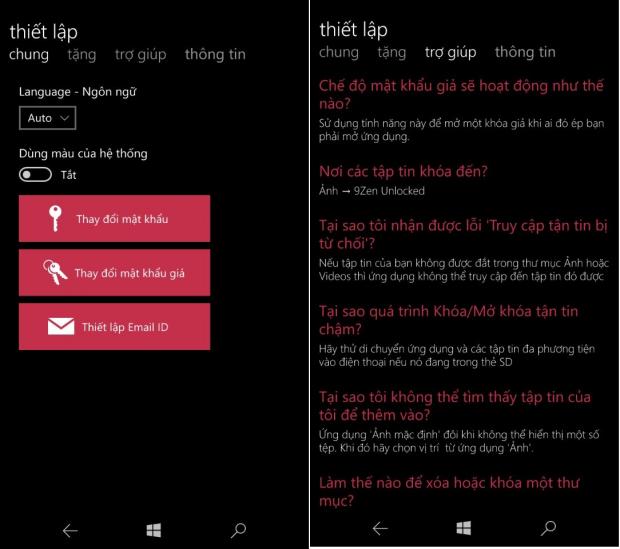 thiết lập
chung tặng trợ giúp thông tin
Language - Ngôn ngữ
Auto
Dùng màu của hệ thống
Tắt
Thay đổi mật khẩu
Thay đổi mật khẩu giả
Thiết lập Email ID
thiết lập
chung tặng trợ giúp thông tin
Chế độ mật khẩu giả sẽ hoạt động như thế
nào?
Sử dụng tính năng này để mở một khóa giả khi ai đó ép bạn
phải mở ứng dụng.
Nơi các tập tin khóa đến?
Ảnh → 9Zen Unlocked
Tại sao tôi nhận được lỗi 'Truy cập tận tin bị
từ chối'?
Nếu tập tin của bạn không được đắt trong thư mục Ảnh hoặc
Videos thì ứng dụng không thể truy cập đến tập tin đó được
Tại sao quá trình Khóa/Mở khóa tận tin
chậm?
Hãy thử di chuyển ứng dụng và các tập tin đa phương tiện
vào điện thoại nếu nó đang trong thẻ SD
Tại sao tôi không thể tìm thấy tập tin của
tôi để thêm vào?
Ứng dụng 'Ảnh mặc định' đôi khi không thể hiển thị một số
tệp. Khi đó hãy chọn vị trí từ ứng dụng 'Ảnh'.
Làm thế nào để xóa hoặc khóa một thư
mục?